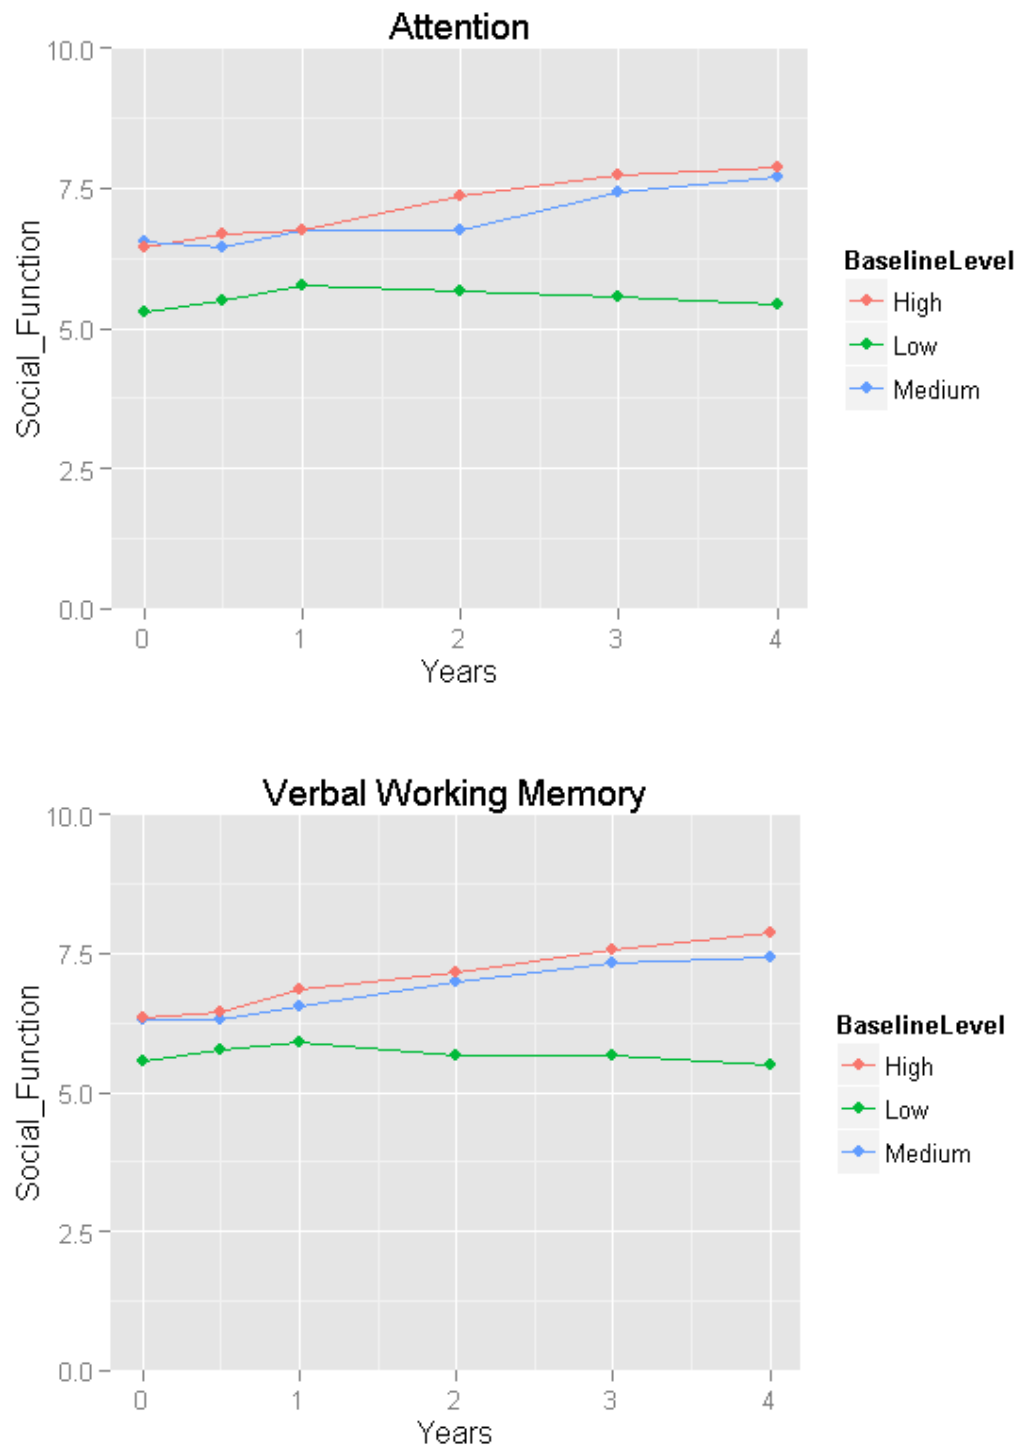 Attention
10.0
7.5
5.0
2.5
0.0
Social_Function
0 1 2 3 4
Years
BaselineLevel
High
Low
Medium
Verbal Working Memory
10.0
7.5
5.0
2.5
0.0
Social_Function
0 1 2 3 4
Years
BaselineLevel
High
Low
Medium